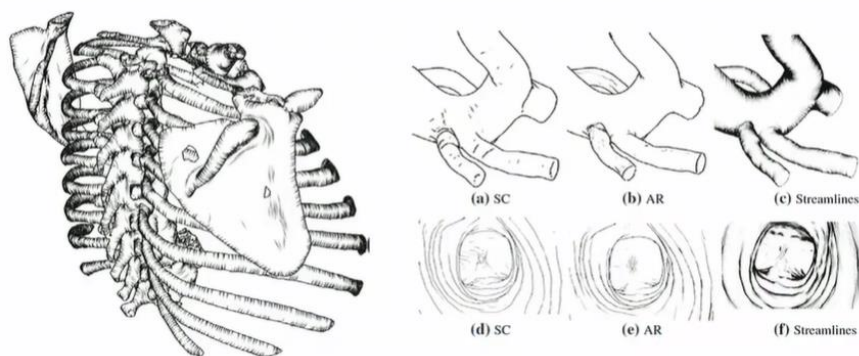 (a) SC
(b) AR
(c) Streamlines
(d) SC
(e) AR
(f) Streamlines